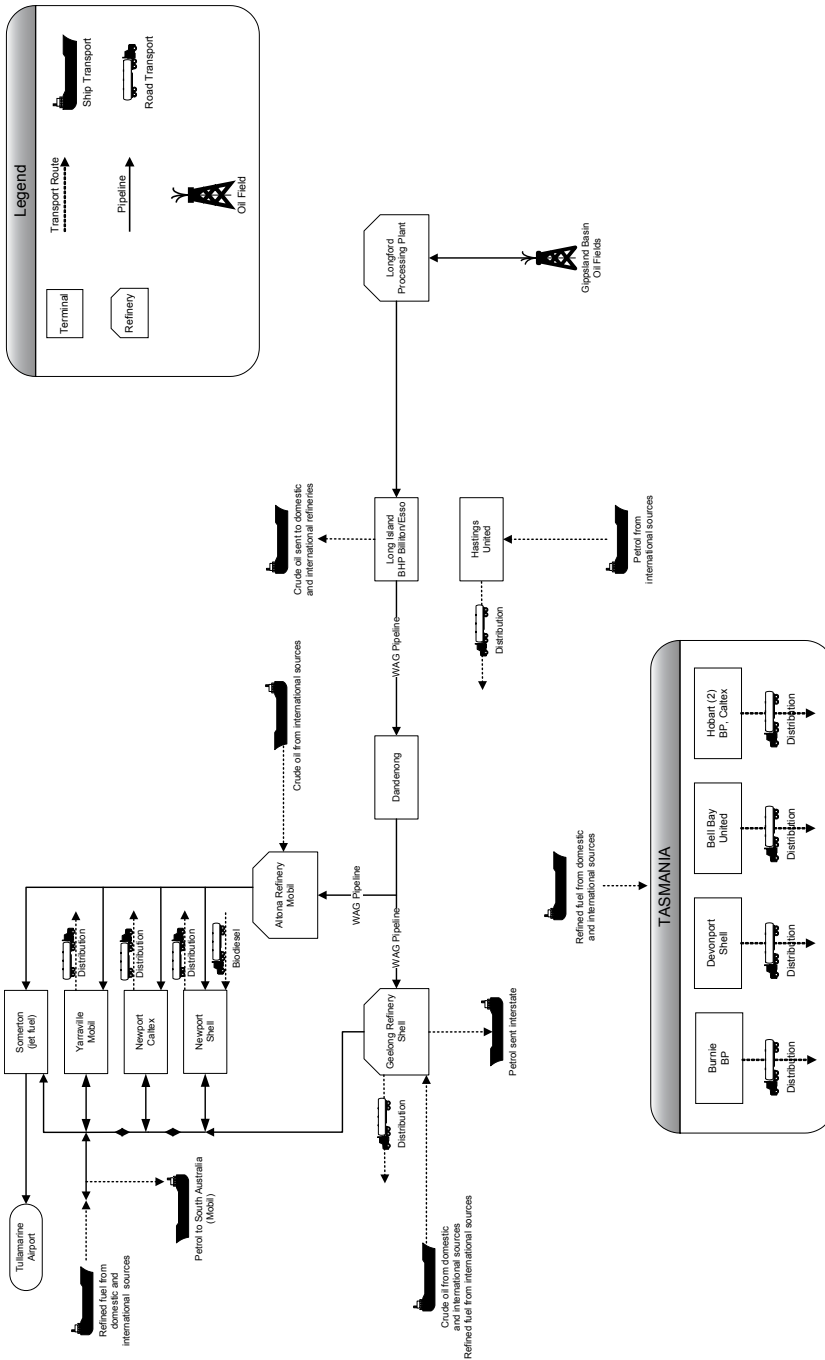 Legend
Terminal
Refinery
Transport Route
Pipeline
Oil Field
Ship Transport
Road Transport
Tullamarine
Airport
Somerton
(jet fuel)
Yarraville
Mobil
Newport
Caltex
Newport
Shell
Distribution
Distribution
Distribution
Biodiesel
Refined fuel from
domestic and
international sources
Petrol to South Australia
(Mobil)
Altona Refinery
Mobil
Crude oil from international sources
Crude oil sent to domestic
and international refineries
WAG Pipeline
WAG Pipeline
WAG Pipeline
Geelong Refinery
Shell
Dandenong
Long Island
BHP Billiton/Esso
Longford
Processing Plant
Distribution
Petrol sent interstate
Crude oil from domestic
and international sources
Refined fuel from international sources
Distribution
Hastings
United
Petrol from
international sources
Gippsland Basin
Oil Fields
Refined fuel from domestic
and international sources
TASMANIA
Burnie
BP
Devonport
Shell
Bell Bay
United
Hobart (2)
BP, Caltex
Distribution
Distribution
Distribution
Distribution